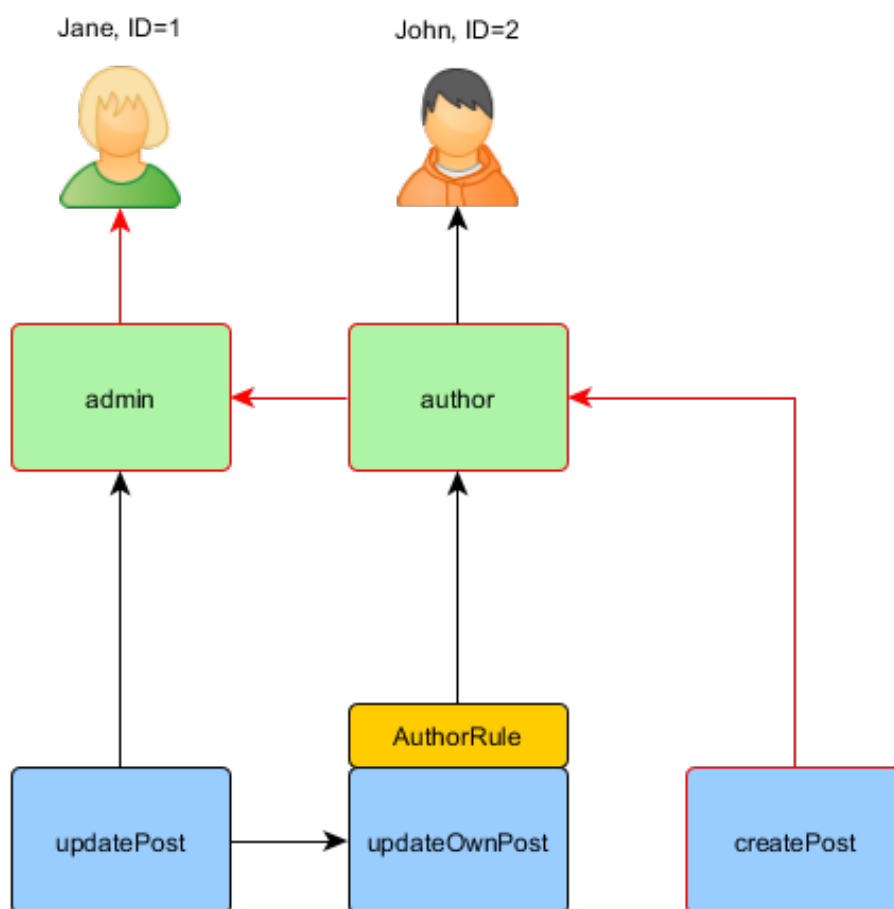 Jane, ID=1
John, ID=2
admin
author
AuthorRule
updatePost
updateOwnPost
createPost